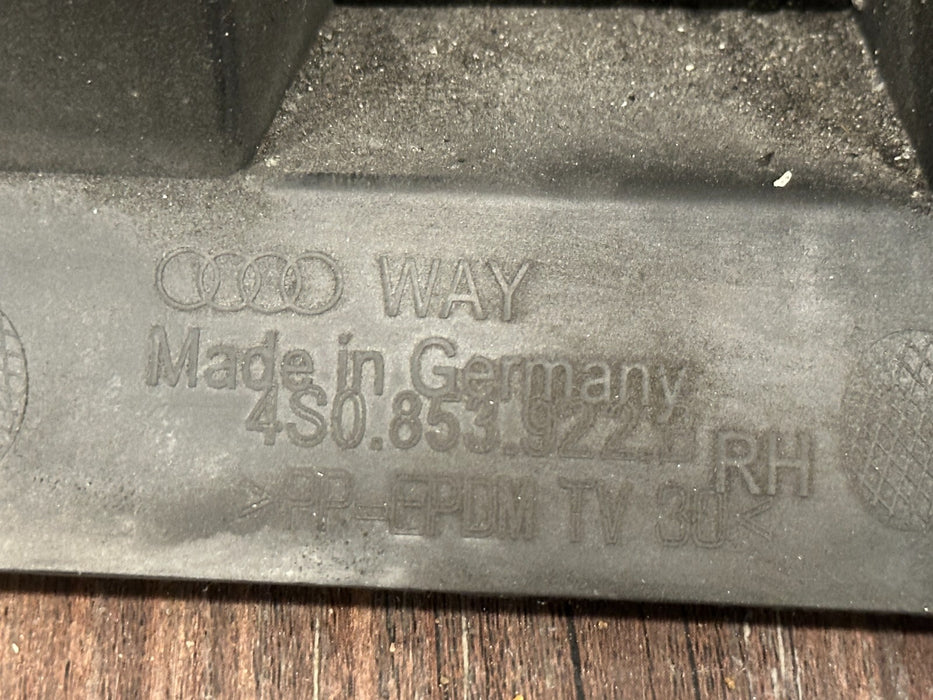 WAY
Made in Germany
4S0.853.922.B
RH
>PP-EPDM TV 30<